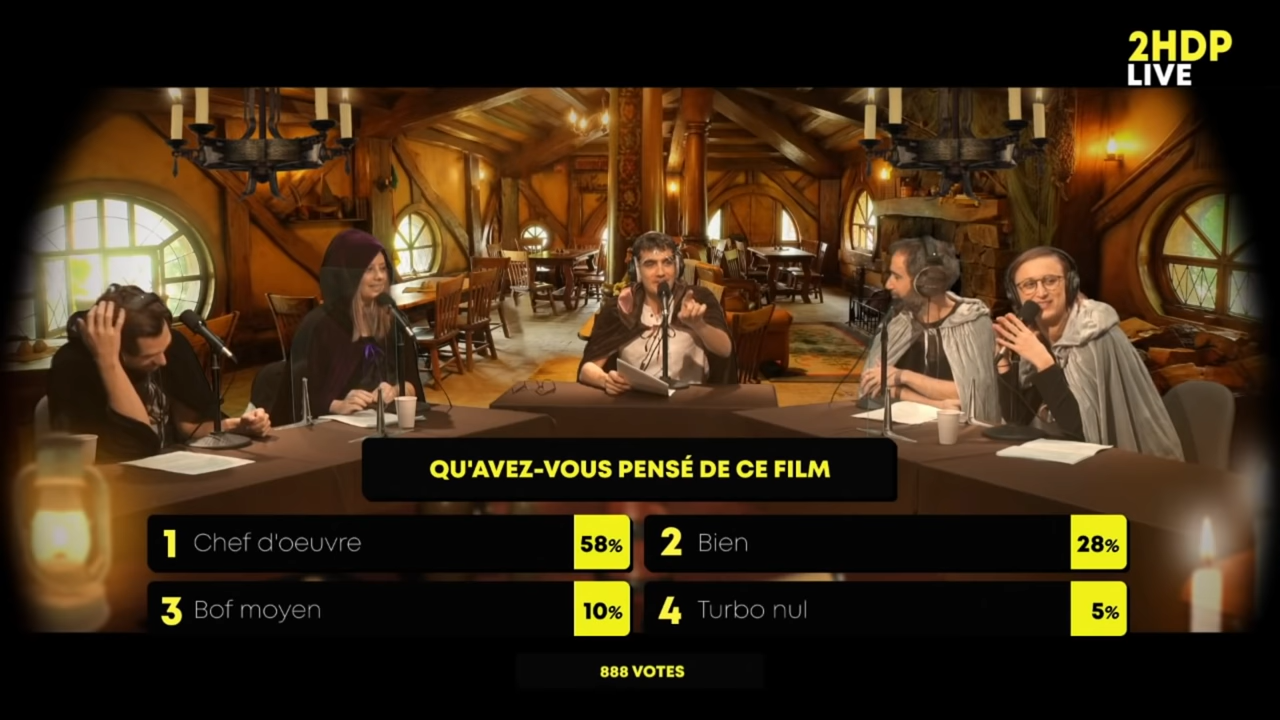 2HDP
LIVE
QU'AVEZ-VOUS PENSÉ DE CE FILM
1 Chef d'oeuvre 58%
2 Bien 28%
3 Bof moyen 10%
4 Turbo nul 5%
888 VOTES